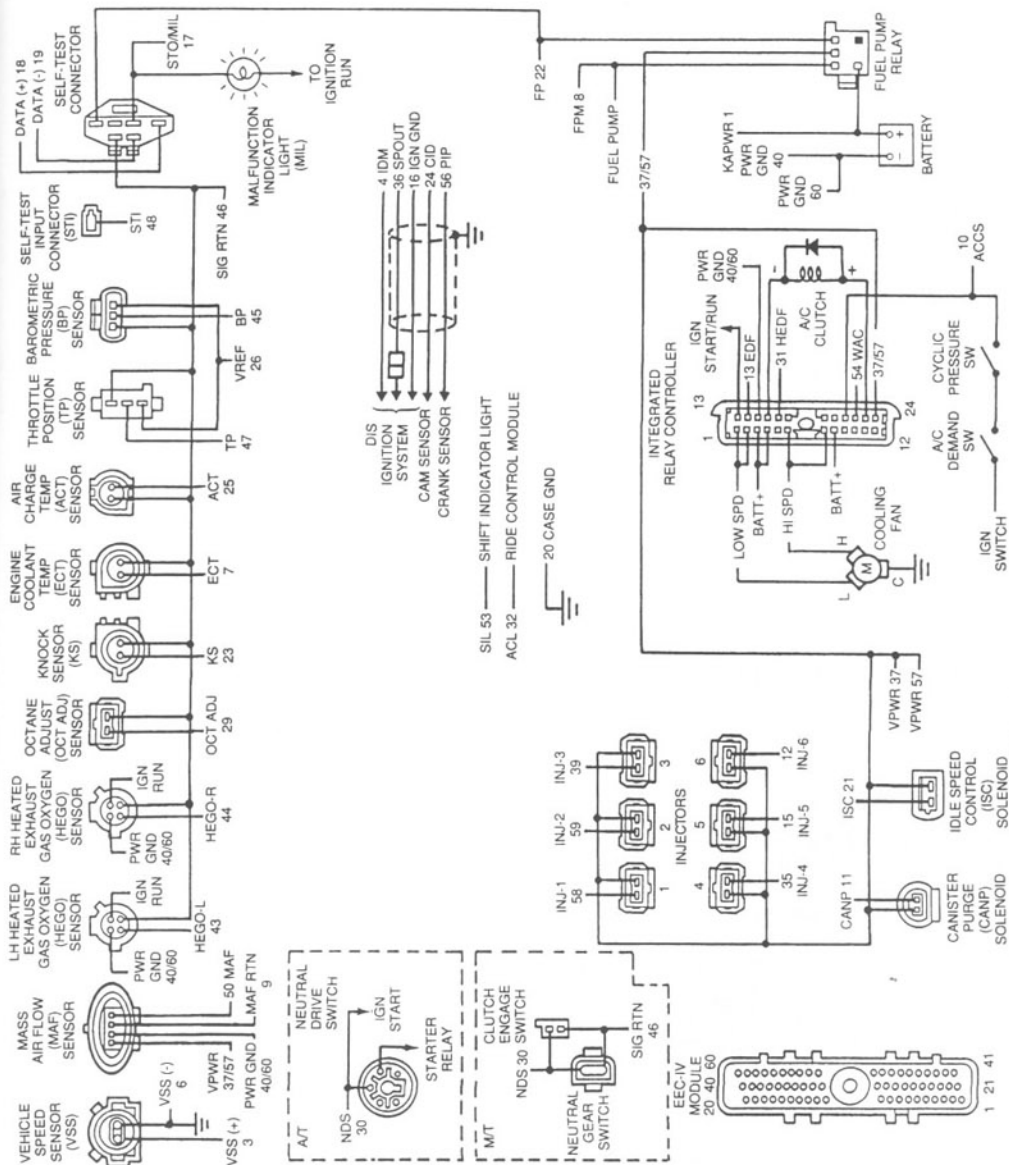 VEHICLE
SPEED
SENSOR
(VSS)
VSS (-)
6
VSS (+)
3
MASS
AIR FLOW
(MAF)
SENSOR
50 MAF
MAF RTN
9
VPWR
37/57
PWR GND
40/60
LH HEATED
EXHAUST
GAS OXYGEN
(HEGO)
SENSOR
IGN
RUN
PWR
GND
40/60
HEGO-L
43
RH HEATED
EXHAUST
GAS OXYGEN
(HEGO)
SENSOR
IGN
RUN
PWR
GND
40/60
HEGO-R
44
OCTANE
ADJUST
(OCT ADJ)
SENSOR
OCT ADJ
29
KNOCK
SENSOR
(KS)
KS
23
ENGINE
COOLANT
TEMP
(ECT)
SENSOR
ECT
7
AIR
CHARGE
TEMP
(ACT)
SENSOR
ACT
25
THROTTLE
POSITION
(TP)
SENSOR
TP
47
BAROMETRIC
PRESSURE
(BP)
SENSOR
BP
45
VREF
26
SELF-TEST
INPUT
CONNECTOR
(STI)
STI
48
SIG RTN 46
DATA (+) 18
DATA (-) 19
SELF-TEST
CONNECTOR
STO/MIL
17
TO
IGNITION
RUN
MALFUNCTION
INDICATOR
LIGHT
(MIL)
A/T
NEUTRAL
DRIVE
SWITCH
NDS
30
IGN
START
STARTER
RELAY
M/T
CLUTCH
ENGAGE
SWITCH
NDS 30
NEUTRAL
GEAR
SWITCH
SIG RTN
46
EEC-IV
MODULE
20 40 60
1 21 41
SIL 53
SHIFT INDICATOR LIGHT
ACL 32
RIDE CONTROL MODULE
20 CASE GND
DIS
IGNITION
SYSTEM
CAM SENSOR
CRANK SENSOR
4 IDM
36 SPOUT
16 IGN GND
24 CID
56 PIP
INJ-1
58
INJ-2
59
INJ-3
39
1
2
3
INJECTORS
4
5
6
35
INJ-4
15
INJ-5
12
INJ-6
CANP 11
CANISTER
PURGE
(CANP)
SOLENOID
ISC 21
IDLE SPEED
CONTROL
(ISC)
SOLENOID
VPWR 37
VPWR 57
INTEGRATED
RELAY CONTROLLER
1
13
12
24
LOW SPD
BATT+
HI SPD
BATT+
L
H
M
C
COOLING
FAN
IGN
START/RUN
13 EDF
PWR
GND
40/60
31 HEDF
A/C
CLUTCH
-
+
54 WAC
37/57
10
ACCS
IGN
SWITCH
A/C
DEMAND
SW
CYCLIC
PRESSURE
SW
FP 22
FPM 8
FUEL PUMP
37/57
FUEL PUMP
RELAY
KAPWR 1
PWR
GND
40
PWR
GND
60
- +
BATTERY